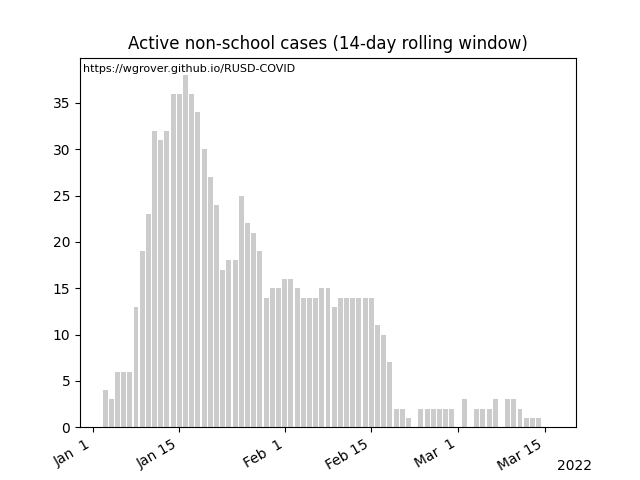 Active non-school cases (14-day rolling window)
https://wgrover.github.io/RUSD-COVID
35
30
25
20
15
10
5
0
Jan 1
Jan 15
Feb 1
Feb 15
Mar 1
Mar 15
2022